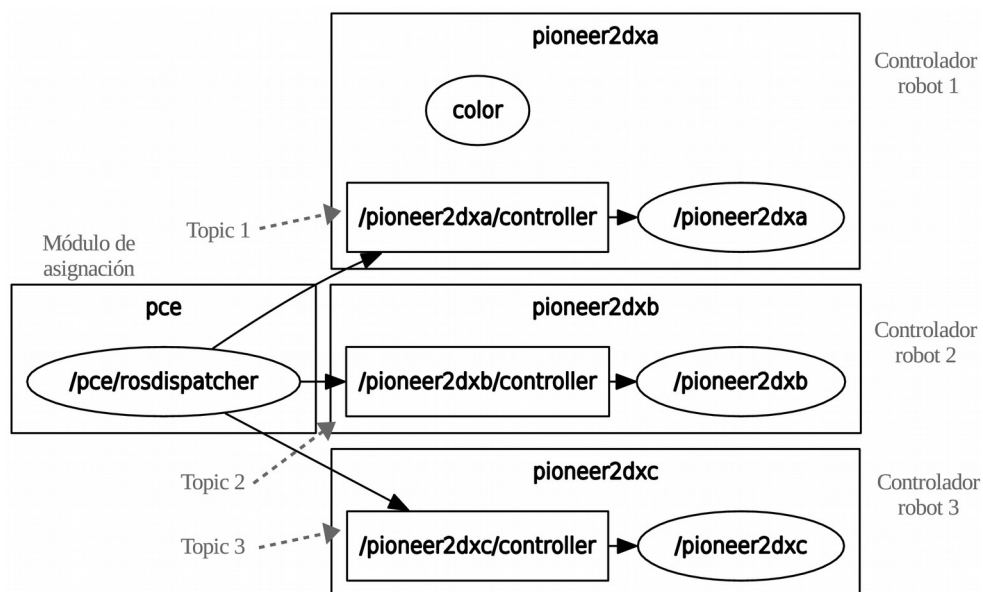 pioneer2dxa
Controlador
robot 1
color
/pioneer2dxa/controller
/pioneer2dxa
Topic 1
Módulo de
asignación
pce
/pce/rosdispatcher
pioneer2dxb
Controlador
robot 2
/pioneer2dxb/controller
/pioneer2dxb
Topic 2
pioneer2dxc
Controlador
robot 3
/pioneer2dxc/controller
/pioneer2dxc
Topic 3